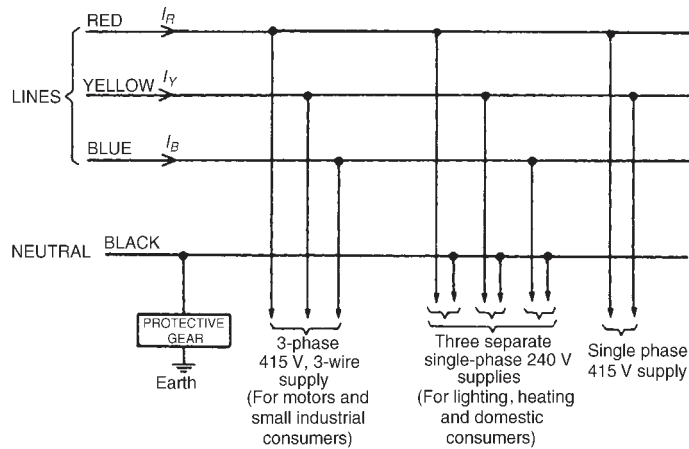 RED I_R
LINES
YELLOW I_Y
BLUE I_B
NEUTRAL BLACK
PROTECTIVE
GEAR
Earth
3-phase
415 V, 3-wire
supply
(For motors and
small industrial
consumers)
Three separate
single-phase 240 V
supplies
(For lighting, heating
and domestic
consumers)
Single phase
415 V supply